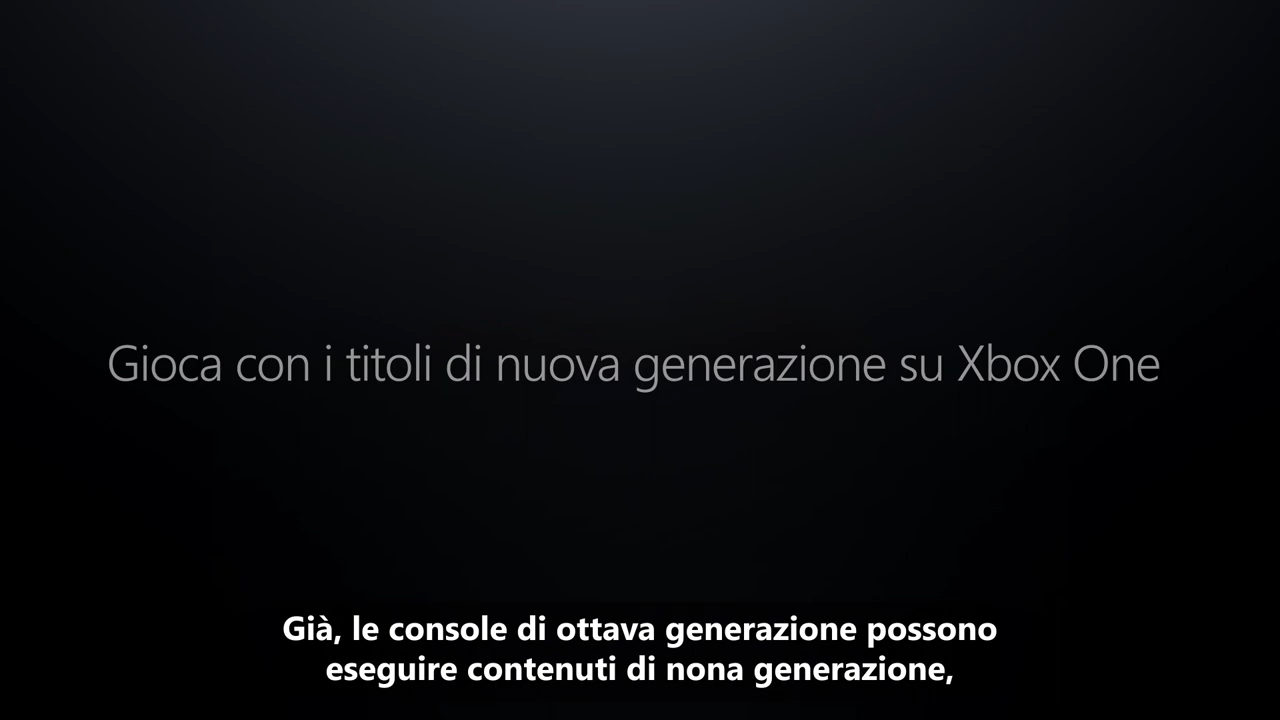 Gioca con i titoli di nuova generazione su Xbox One
Già, le console di ottava generazione possono
eseguire contenuti di nona generazione,